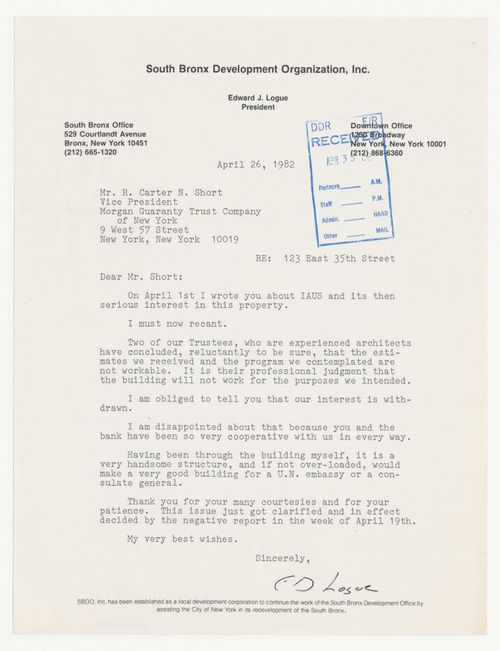 South Bronx Development Organization, Inc.
Edward J. Logue
President
South Bronx Office
529 Courtlandt Avenue
Bronx, New York 10451
(212) 665-1320
Downtown Office
1250 Broadway
New York, New York 10001
(212) 868-6360
DDR EJR
RECEIVED
APR 3
Partners A.M.
Staff P.M.
Admin. HAND
Other MAIL
April 26, 1982
Mr. R. Carter N. Short
Vice President
Morgan Guaranty Trust Company
of New York
9 West 57 Street
New York, New York 10019
RE: 123 East 35th Street
Dear Mr. Short:
On April 1st I wrote you about IAUS and its then
serious interest in this property.
I must now recant.
Two of our Trustees, who are experienced architects
have concluded, reluctantly to be sure, that the esti-
mates we received and the program we contemplated are
not workable. It is their professional judgment that
the building will not work for the purposes we intended.
I am obliged to tell you that our interest is with-
drawn.
I am disappointed about that because you and the
bank have been so very cooperative with us in every way.
Having been through the building myself, it is a
very handsome structure, and if not over-loaded, would
make a very good building for a U.N. embassy or a con-
sulate general.
Thank you for your many courtesies and for your
patience. This issue just got clarified and in effect
decided by the negative report in the week of April 19th.
My very best wishes.
Sincerely,
ED Logue
SBDO, Inc. has been established as a local development corporation to continue the work of the South Bronx Development Office by
assisting the City of New York in its redevelopment of the South Bronx.